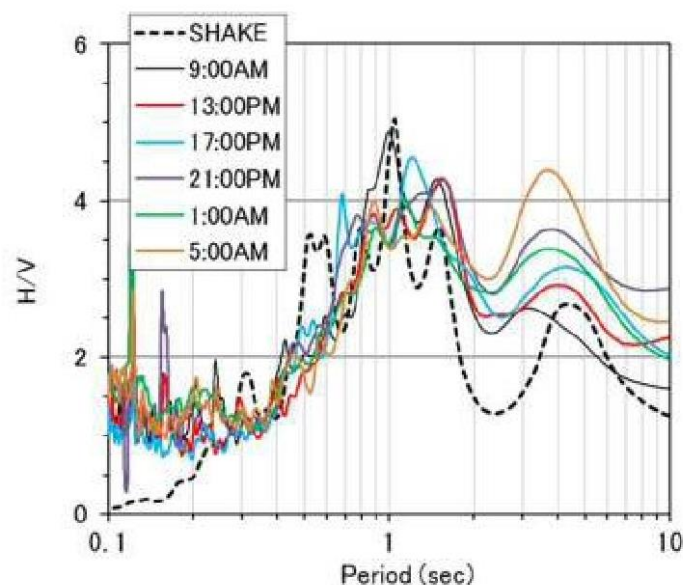 6
4
2
0
H/V
SHAKE
9:00AM
13:00PM
17:00PM
21:00PM
1:00AM
5:00AM
0.1
1
10
Period (sec)